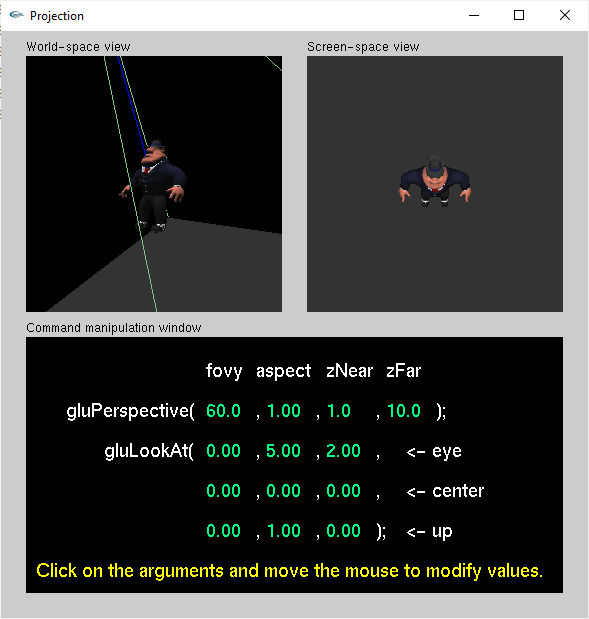 Projection
World-space view Screen-space view
Command manipulation window
fovy aspect zNear zFar
gluPerspective( 60.0 , 1.00 , 1.0 , 10.0 );
gluLookAt( 0.00 , 5.00 , 2.00 , <- eye
0.00 , 0.00 , 0.00 , <- center
0.00 , 1.00 , 0.00 ); <- up
Click on the arguments and move the mouse to modify values.